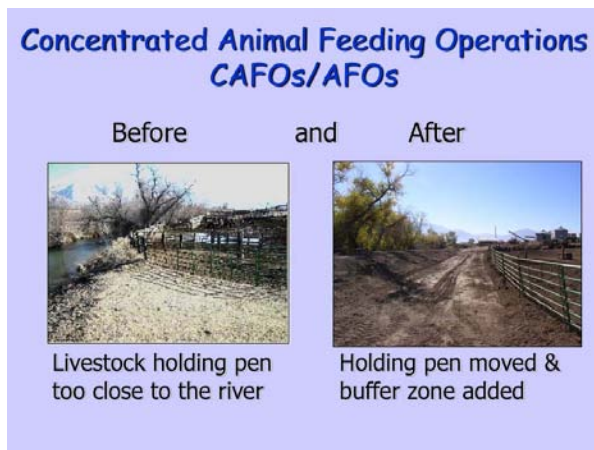 Concentrated Animal Feeding Operations
CAFOs/AFOs
Before and After
Livestock holding pen
too close to the river
Holding pen moved &
buffer zone added